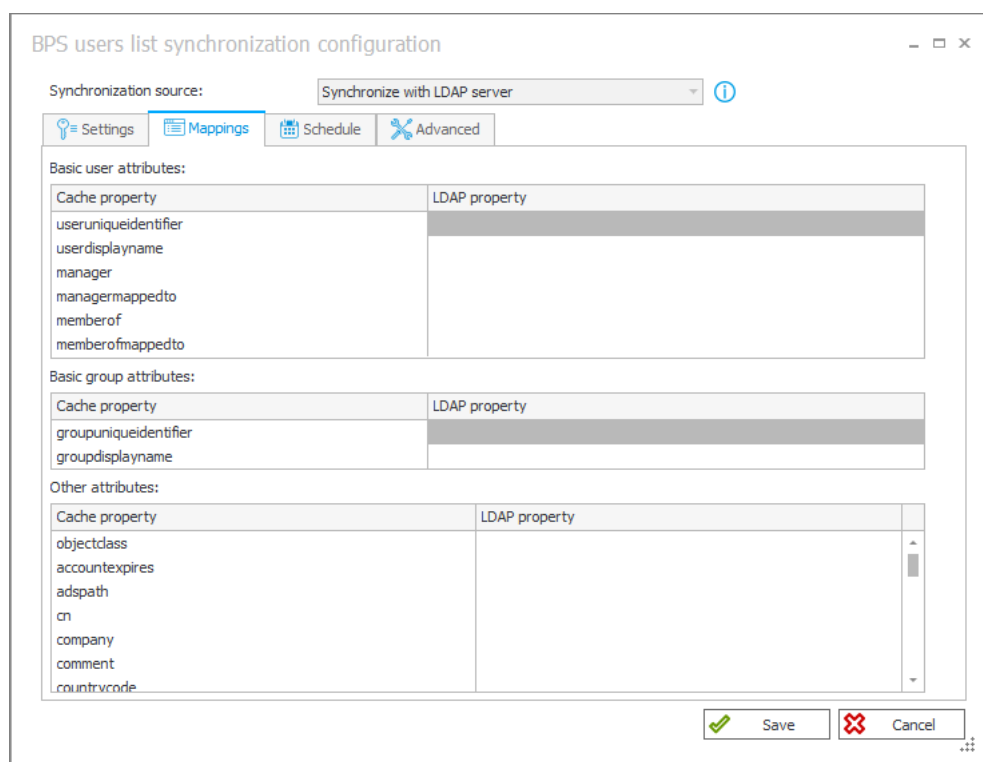 BPS users list synchronization configuration
Synchronization source: Synchronize with LDAP server
Settings Mappings Schedule Advanced
Basic user attributes:
Cache property LDAP property
useruniqueidentifier
userdisplayname
manager
managermappedto
memberof
memberofmappedto
Basic group attributes:
Cache property LDAP property
groupuniqueidentifier
groupdisplayname
Other attributes:
Cache property LDAP property
objectclass
accountexpires
adspath
cn
company
comment
countrycode
Save Cancel